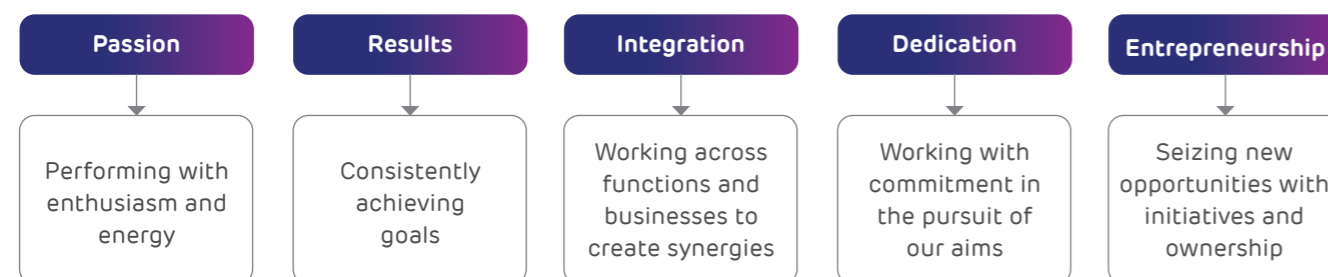 Passion
Performing with
enthusiasm and
energy
Results
Consistently
achieving
goals
Integration
Working across
functions and
businesses to
create synergies
Dedication
Working with
commitment in
the pursuit of
our aims
Entrepreneurship
Seizing new
opportunities with
initiatives and
ownership